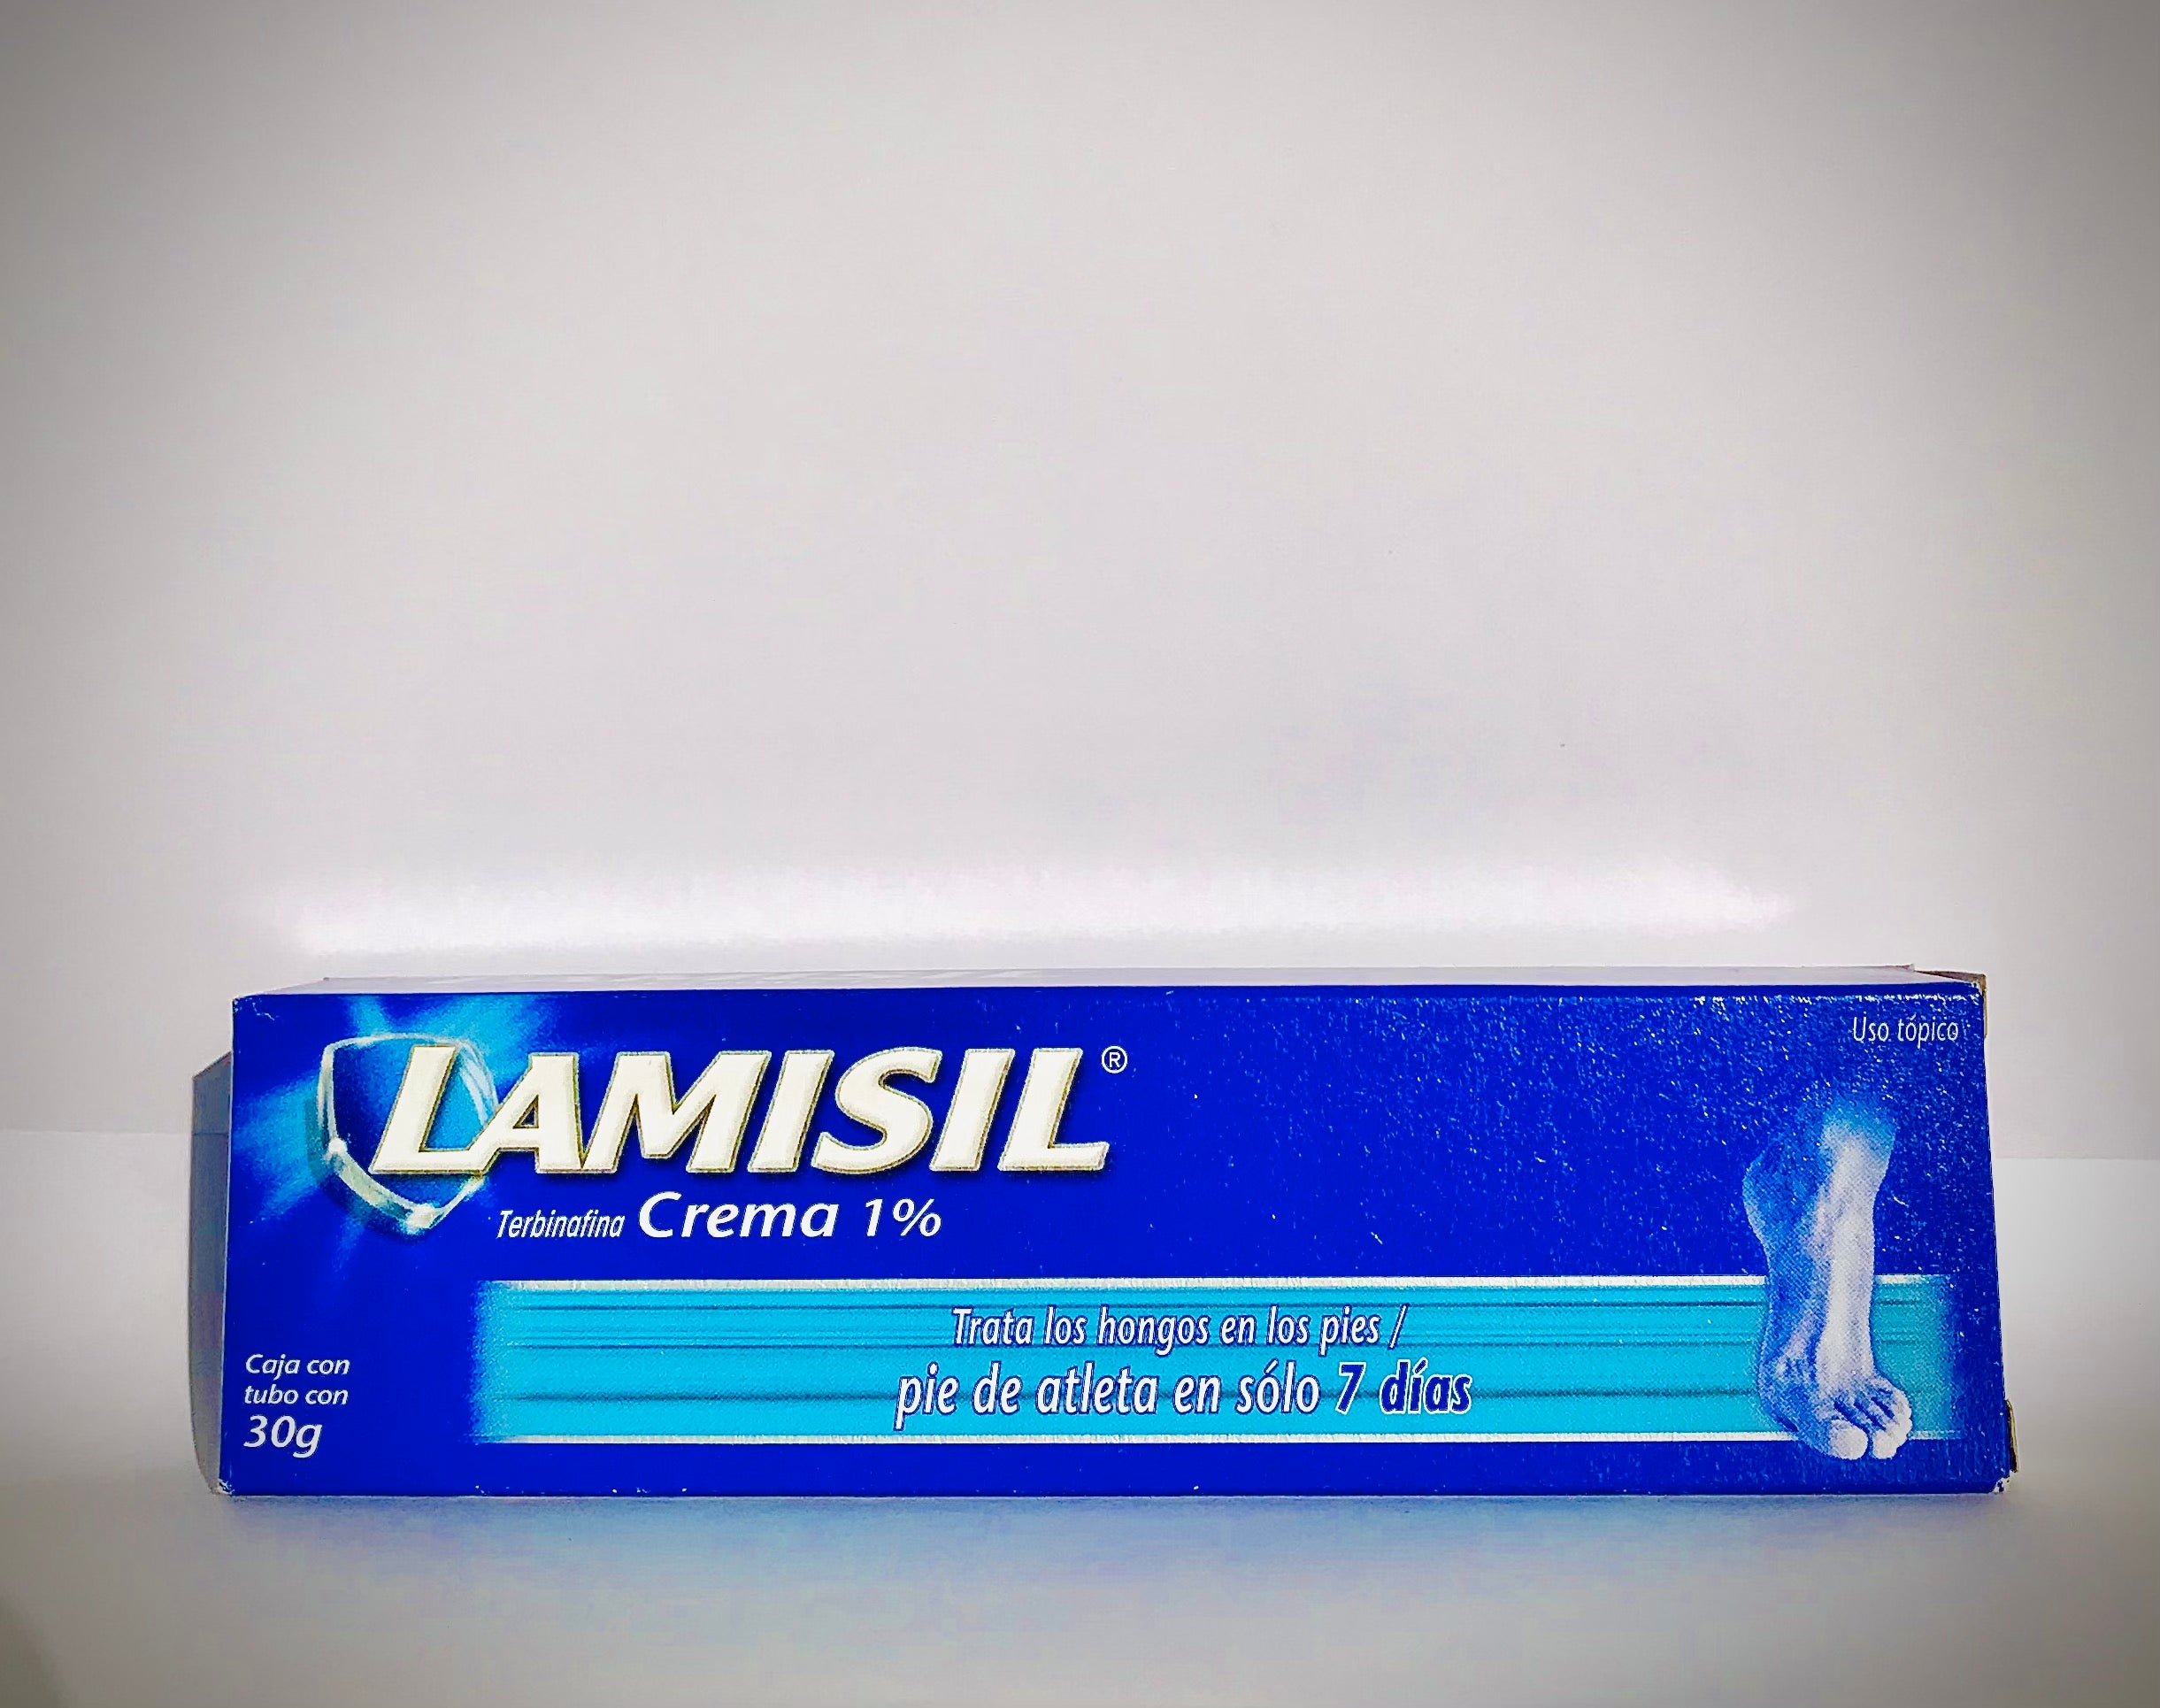 LAMISIL®
Uso tópico
Terbinafina Crema 1%
Trata los hongos en los pies /
pie de atleta en sólo 7 días
Caja con
tubo con
30g